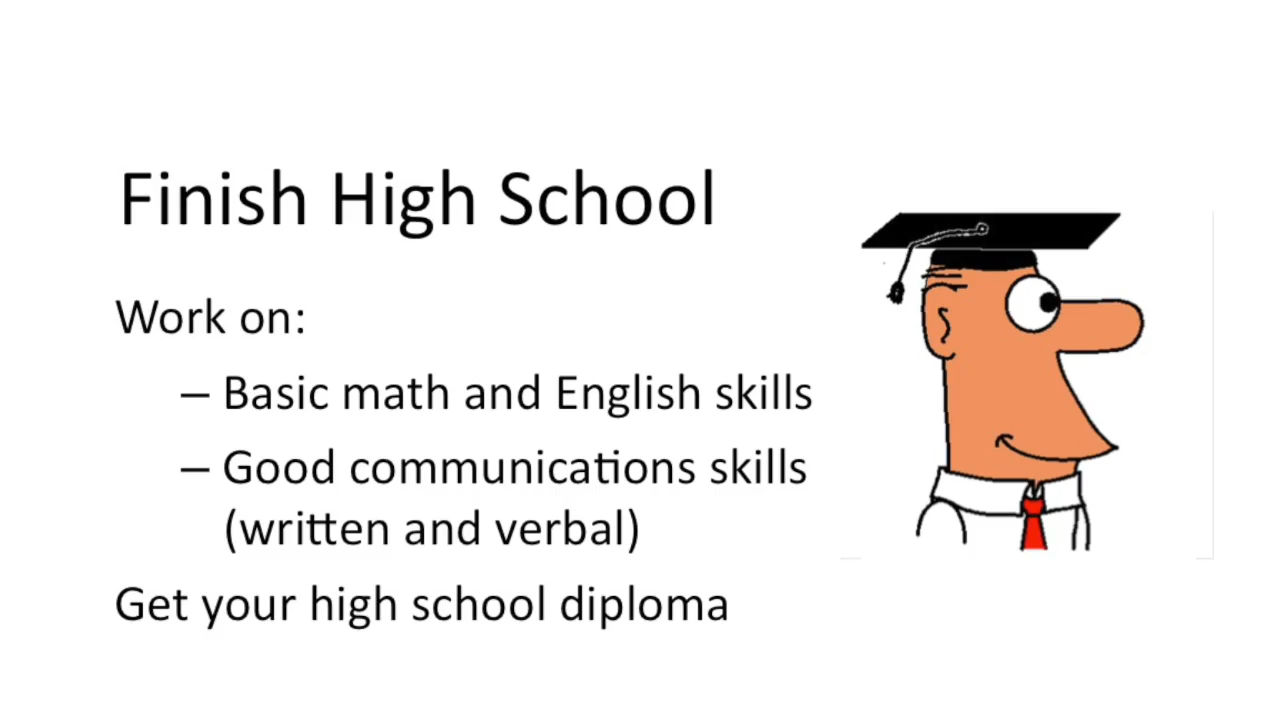 Finish High School
Work on:
– Basic math and English skills
– Good communications skills
(written and verbal)
Get your high school diploma